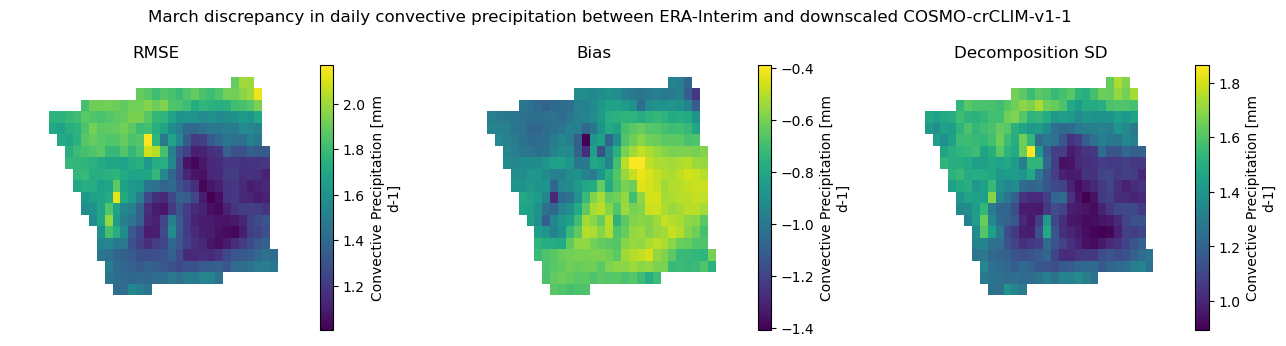 March discrepancy in daily convective precipitation between ERA-Interim and downscaled COSMO-crCLIM-v1-1
RMSE
2.0
1.8
1.6
1.4
1.2
Convective Precipitation [mm
d-1]
Bias
−0.4
−0.6
−0.8
−1.0
−1.2
−1.4
Convective Precipitation [mm
d-1]
Decomposition SD
1.8
1.6
1.4
1.2
1.0
Convective Precipitation [mm
d-1]